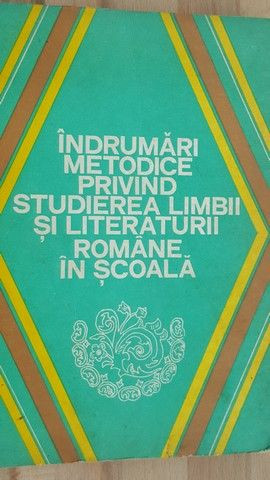 ÎNDRUMĂRI
METODICE
PRIVIND
STUDIEREA LIMBII
ȘI LITERATURII
ROMÂNE
ÎN ȘCOALĂ